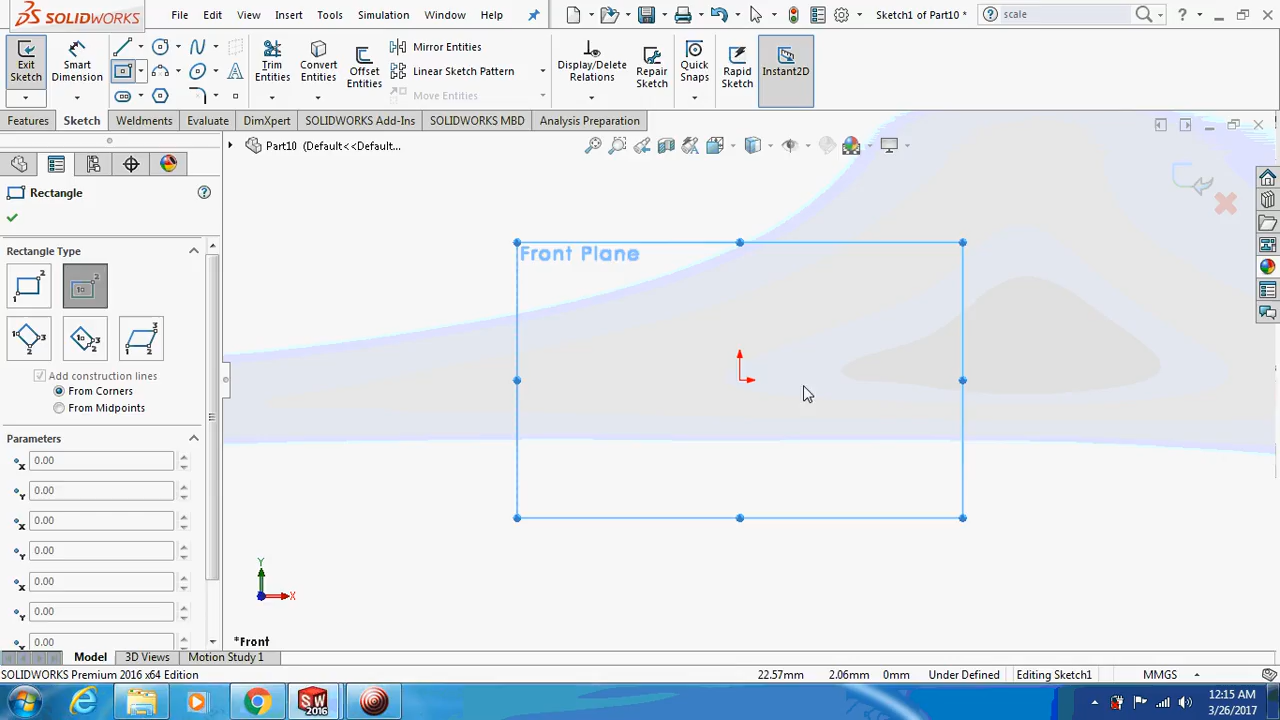 SOLIDWORKS File Edit View Insert Tools Simulation Window Help Sketch1 of Part10 * scale
Exit Sketch
Smart Dimension
Trim Entities
Convert Entities
Offset Entities
Mirror Entities
Linear Sketch Pattern
Move Entities
Display/Delete Relations
Repair Sketch
Quick Snaps
Rapid Sketch
Instant2D
Features Sketch Weldments Evaluate DimXpert SOLIDWORKS Add-Ins SOLIDWORKS MBD Analysis Preparation
Part10 (Default<<Default...
Rectangle
Rectangle Type
Add construction lines
From Corners
From Midpoints
Parameters
x 0.00
Y 0.00
x 0.00
Y 0.00
x 0.00
Y 0.00
x 0.00
Front Plane
Y
X
*Front
Model 3D Views Motion Study 1
SOLIDWORKS Premium 2016 x64 Edition 22.57mm 2.06mm 0mm Under Defined Editing Sketch1 MMGS
SW 2016
12:15 AM
3/26/2017